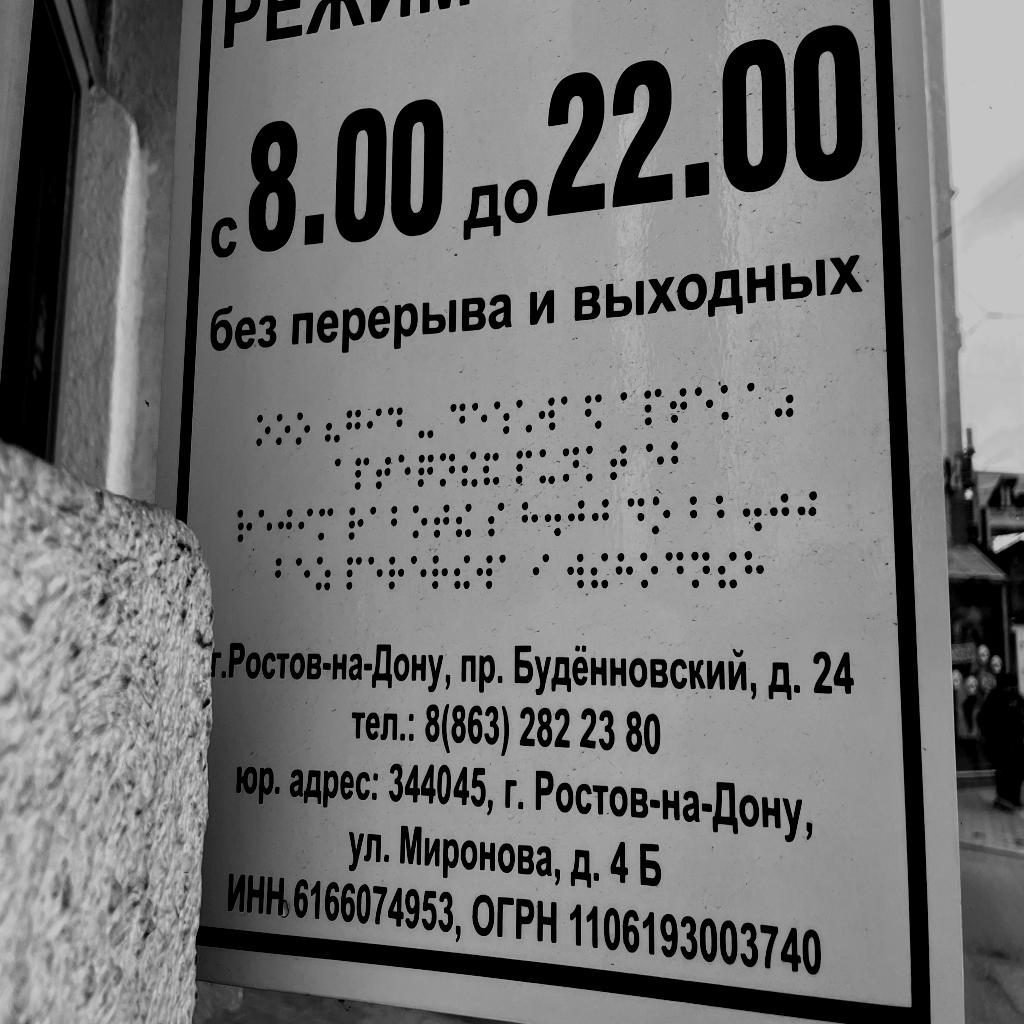 РЕЖИМ
с 8.00 до 22.00
без перерыва и выходных
г.Ростов-на-Дону, пр. Будённовский, д. 24
тел.: 8(863) 282 23 80
юр. адрес: 344045, г. Ростов-на-Дону,
ул. Миронова, д. 4 Б
ИНН 6166074953, ОГРН 1106193003740